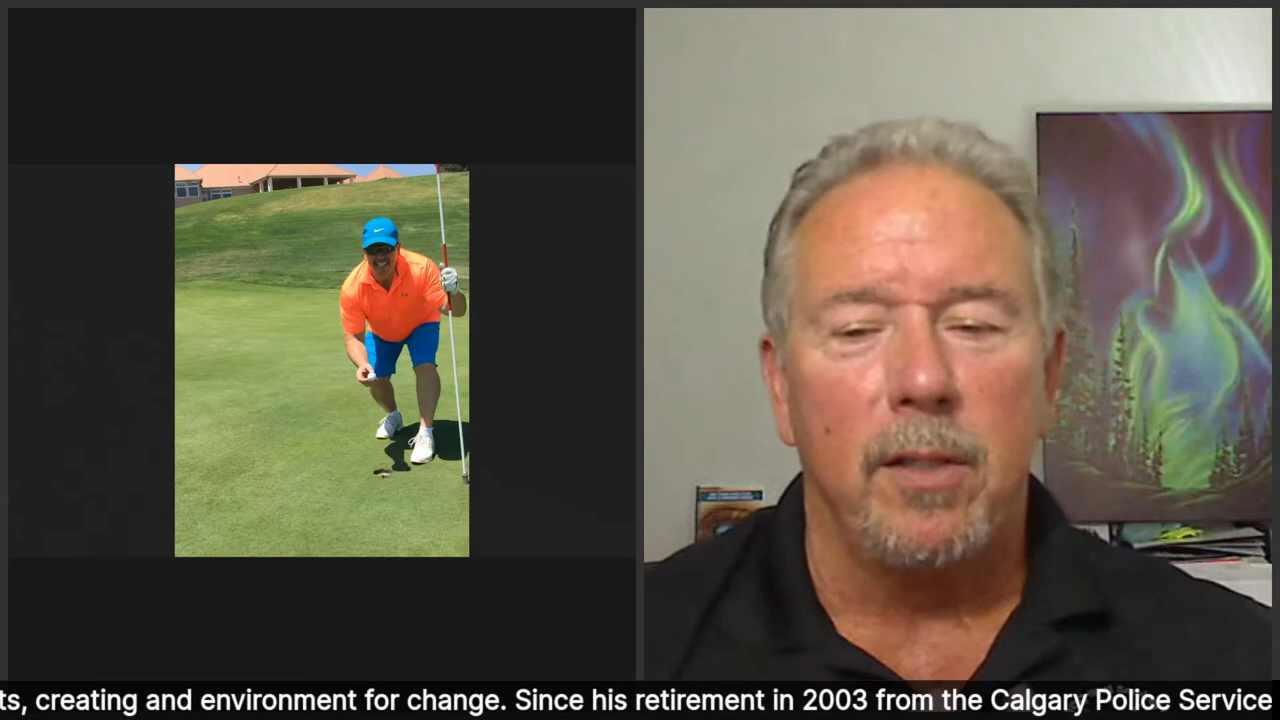 ts, creating and environment for change. Since his retirement in 2003 from the Calgary Police Service